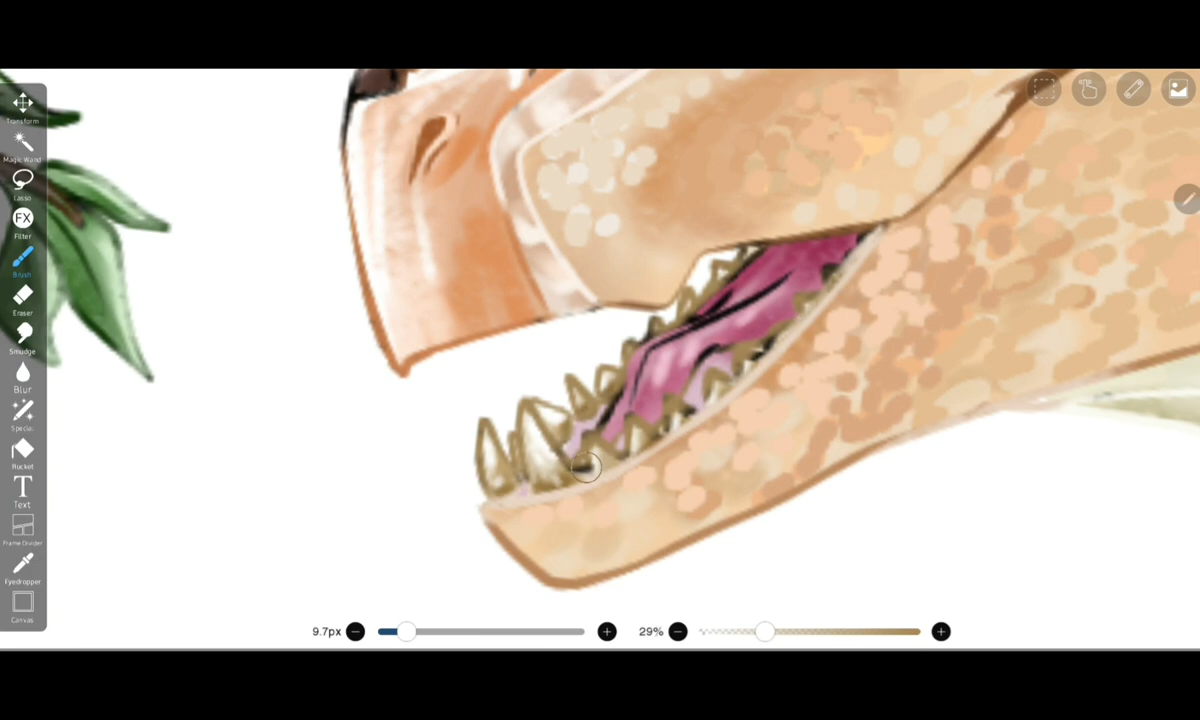 Transform
Magic Wand
Lasso
FX
Filter
Brush
Eraser
Smudge
Blur
Special
Bucket
T
Text
Frame Divider
Eyedropper
Canvas
9.7px
29%